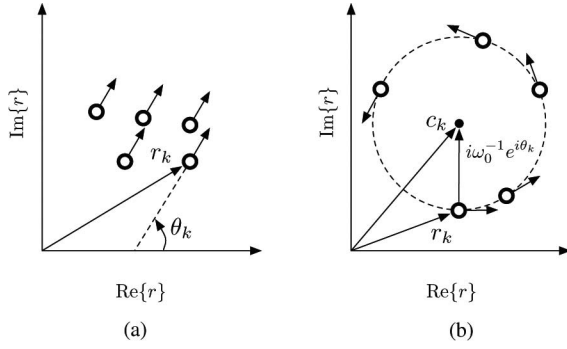 Im{r}
r_k
θ_k
Re{r}
(a)
Im{r}
c_k
iω_0^{-1}e^{iθ_k}
r_k
Re{r}
(b)